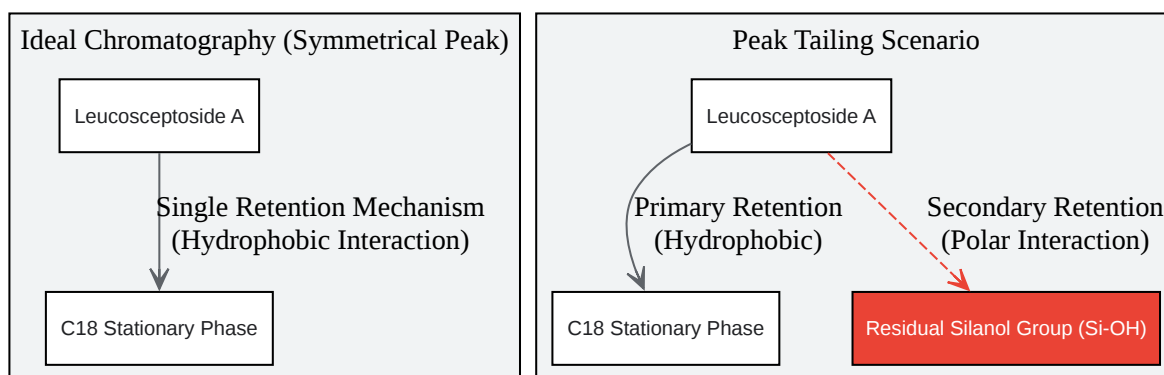 Ideal Chromatography (Symmetrical Peak)
Leucosceptoside A
Single Retention Mechanism
(Hydrophobic Interaction)
C18 Stationary Phase
Peak Tailing Scenario
Leucosceptoside A
Primary Retention
(Hydrophobic)
Secondary Retention
(Polar Interaction)
C18 Stationary Phase
Residual Silanol Group (Si-OH)